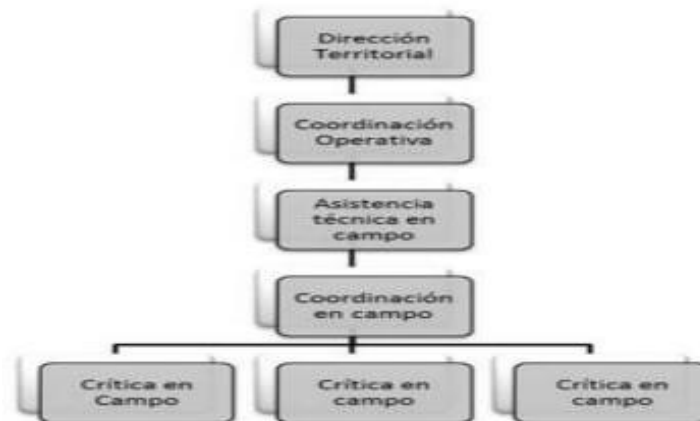 Dirección
Territorial
Coordinación
Operativa
Asistencia
técnica en
campo
Coordinación
en campo
Crítica en
Campo
Crítica en
campo
Crítica en
campo